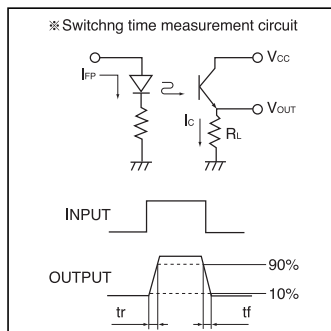 ※Switchng time measurement circuit
IFP
VCC
VOUT
IC
RL
INPUT
OUTPUT
90%
10%
tr
tf